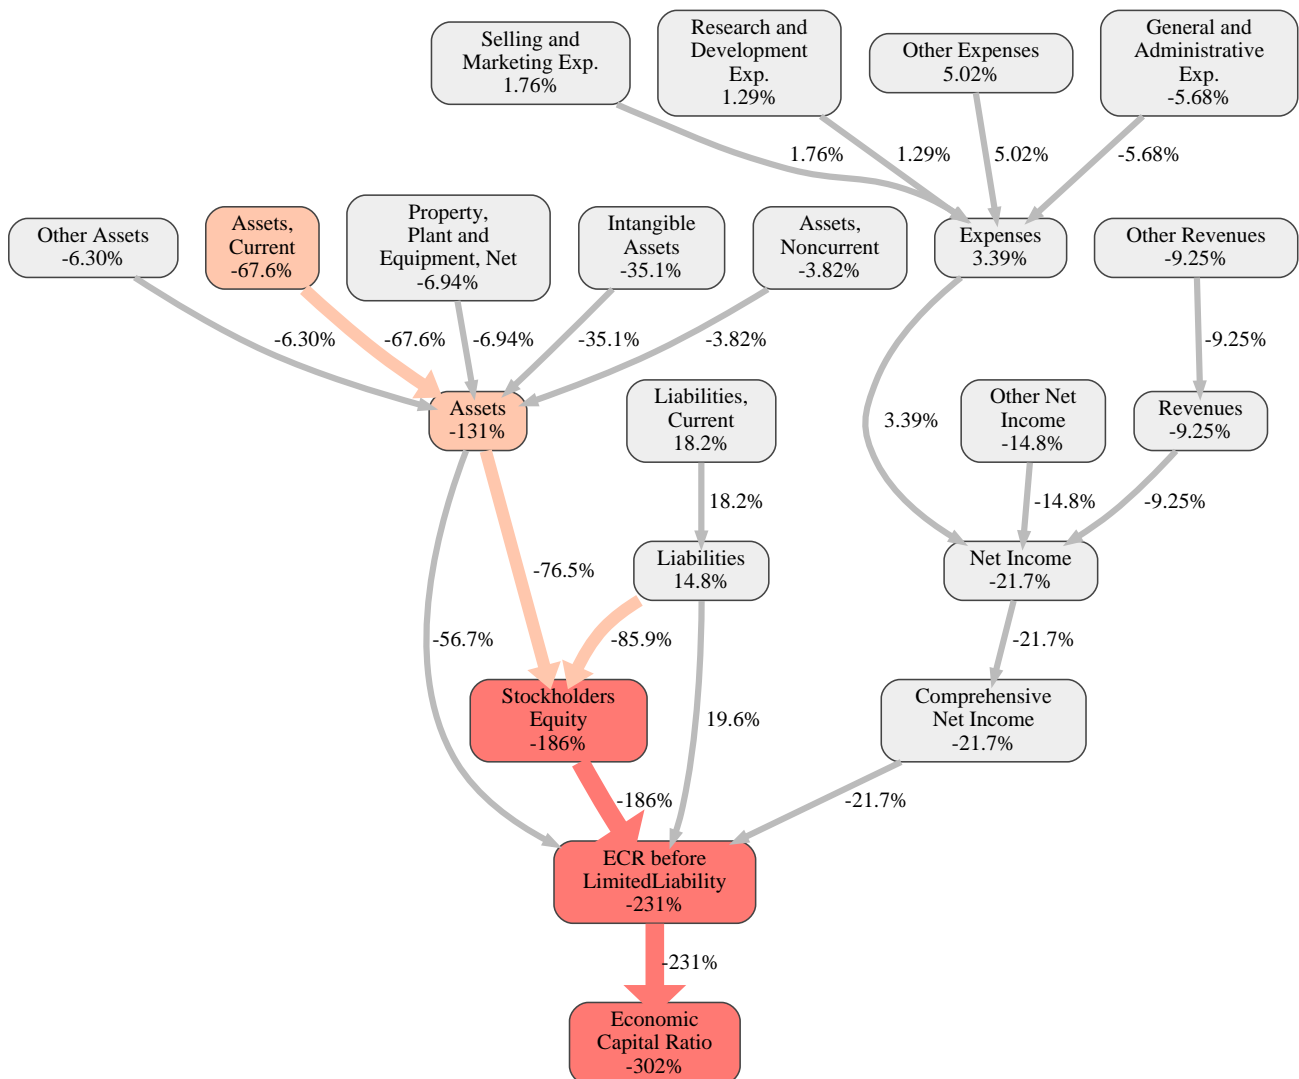 Selling and
Marketing Exp.
1.76%
Research and
Development
Exp.
1.29%
Other Expenses
5.02%
General and
Administrative
Exp.
-5.68%
1.76%
1.29%
5.02%
-5.68%
Other Assets
-6.30%
Assets,
Current
-67.6%
Property,
Plant and
Equipment, Net
-6.94%
Intangible
Assets
-35.1%
Assets,
Noncurrent
-3.82%
Expenses
3.39%
Other Revenues
-9.25%
-6.30%
-67.6%
-6.94%
-35.1%
-3.82%
-9.25%
Assets
-131%
Liabilities,
Current
18.2%
3.39%
Other Net
Income
-14.8%
Revenues
-9.25%
18.2%
-14.8%
-9.25%
-76.5%
Liabilities
14.8%
Net Income
-21.7%
-56.7%
-85.9%
-21.7%
Stockholders
Equity
-186%
19.6%
Comprehensive
Net Income
-21.7%
-186%
-21.7%
ECR before
LimitedLiability
-231%
-231%
Economic
Capital Ratio
-302%